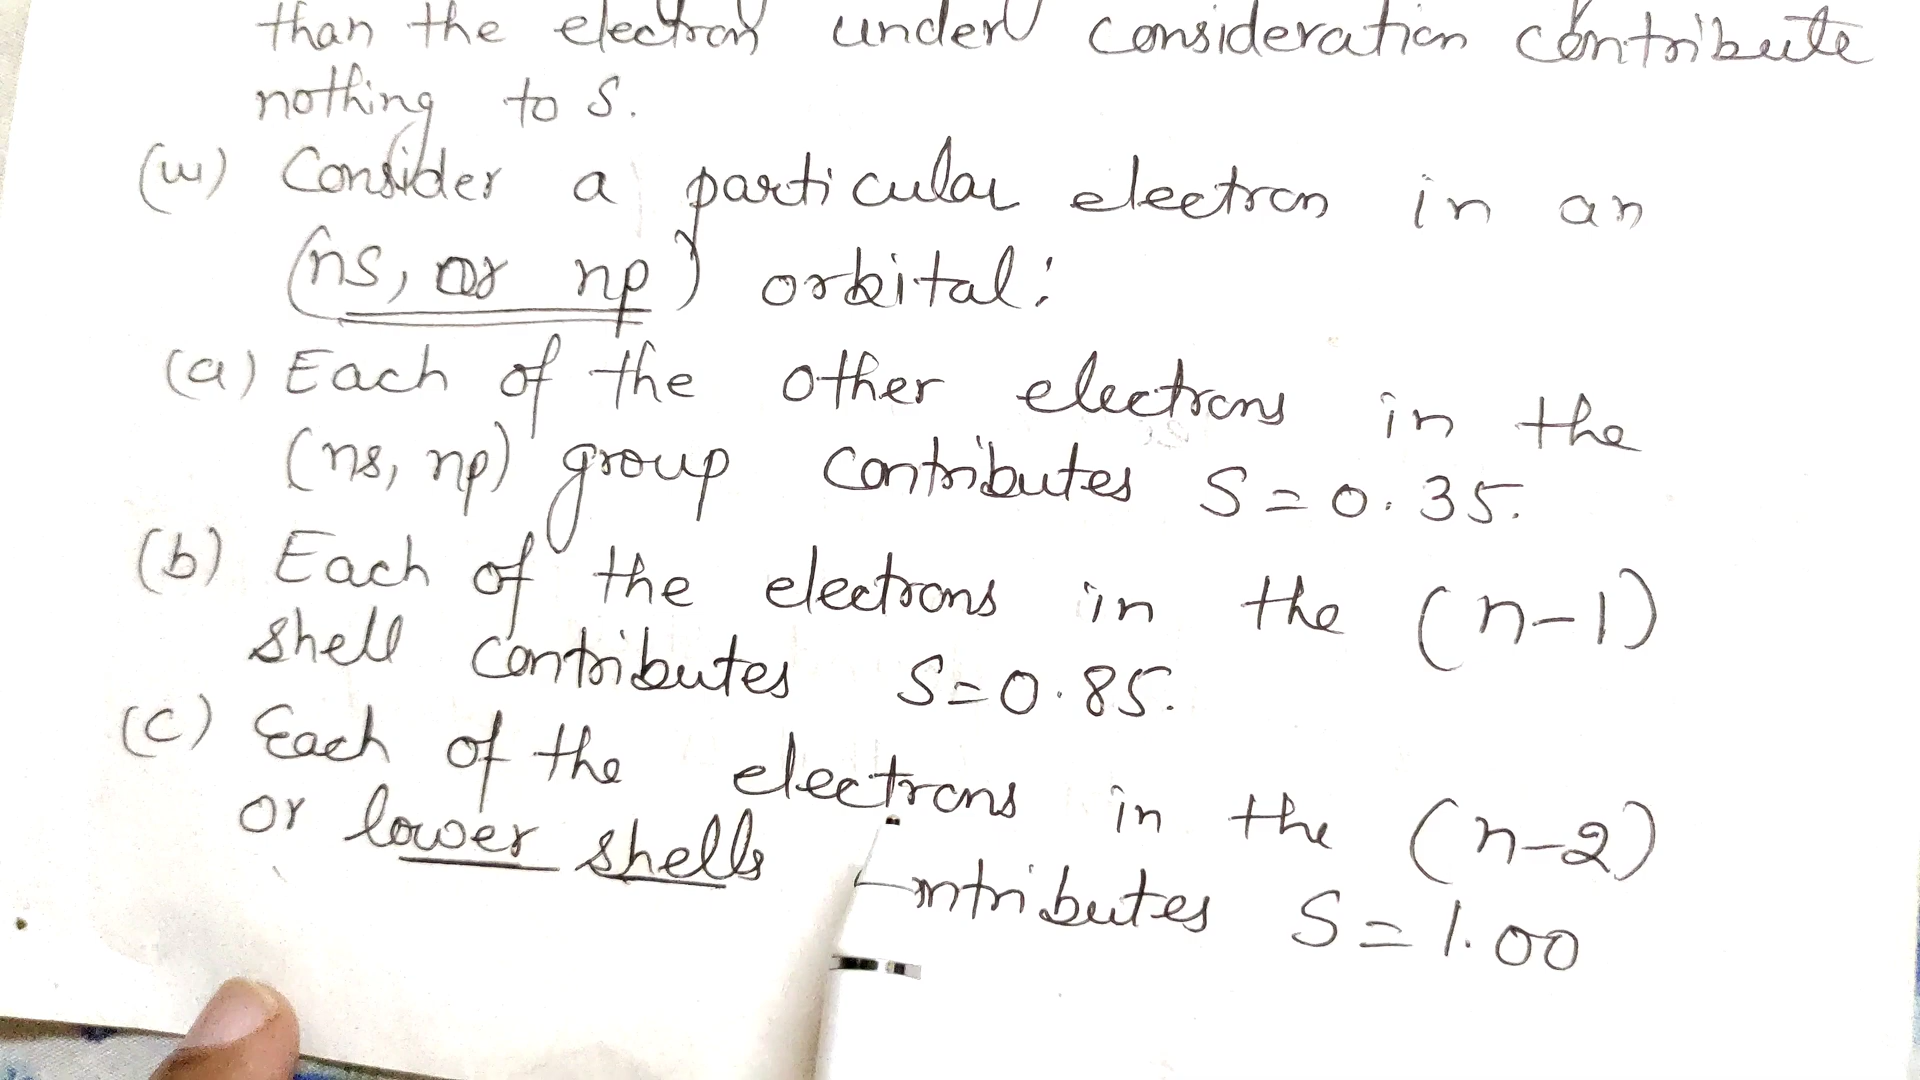 than the electron under consideration contribute
nothing to S.
(iii) Consider a particular electron in an
(ns, or np) orbital:
(a) Each of the other electrons in the
(ns, np) group contributes S = 0.35.
(b) Each of the electrons in the (n-1)
shell contributes S=0.85.
(c) Each of the electrons in the (n-2)
or lower shells ntributes S = 1.00